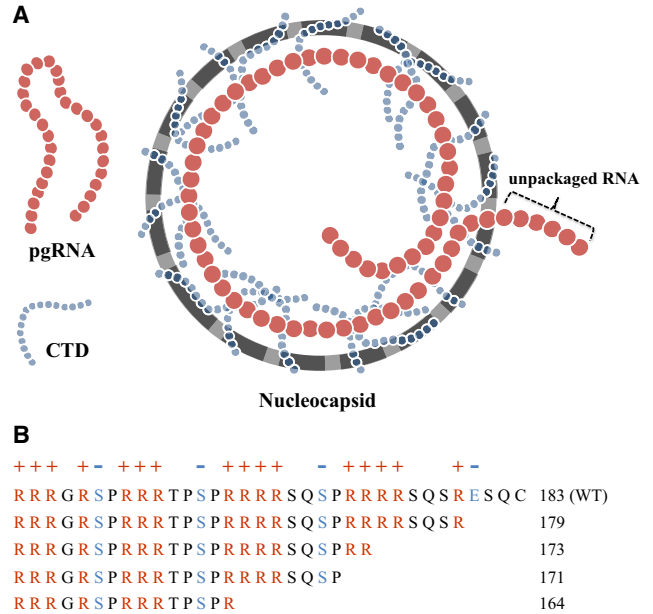 A
unpackaged RNA
pgRNA
CTD
Nucleocapsid
B
+++ +– +++ – ++++ – ++++ +–
RRRGRSPRRRTPSPRRRRSQSPRRRRSQSRESQC 183 (WT)
RRRGRSPRRRTPSPRRRRSQSPRRRRSQSR 179
RRRGRSPRRRTPSPRRRRSQSPRR 173
RRRGRSPRRRTPSPRRRRSQSP 171
RRRGRSPRRRTPSPR 164